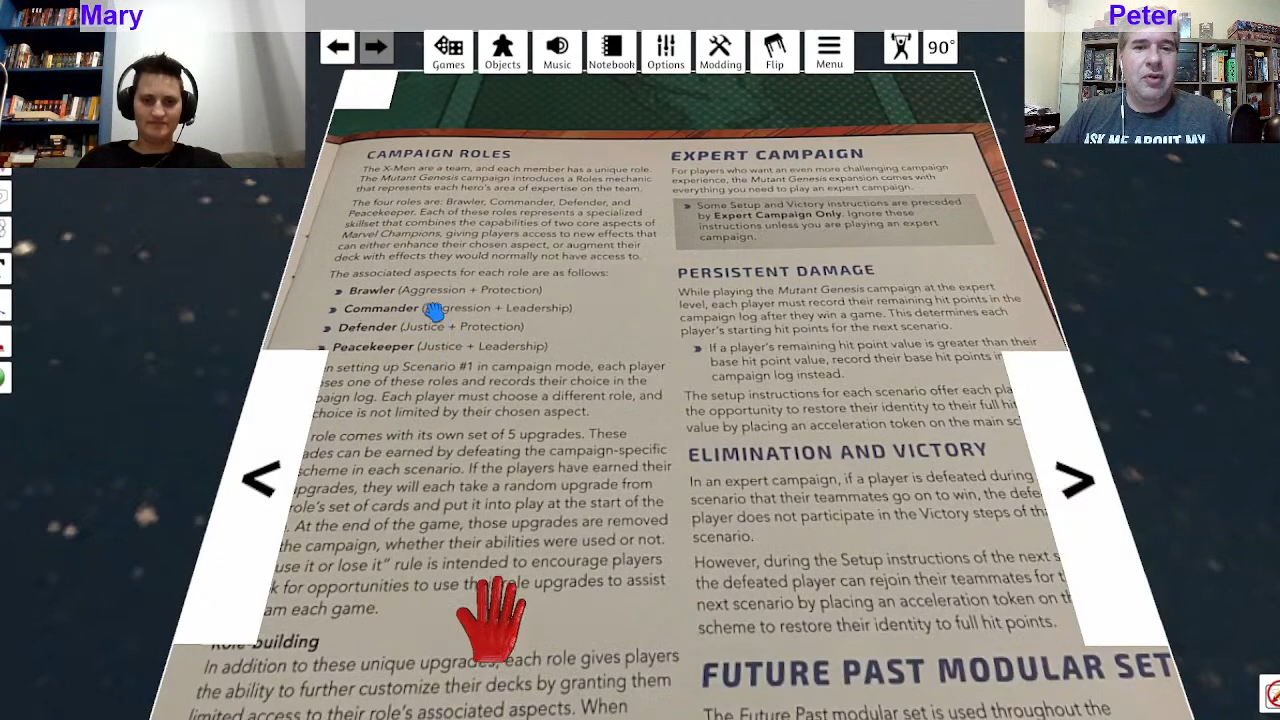 Mary
Peter
Games
Objects
Music
Notebook
Options
Modding
Flip
Menu
90°
ASK ME ABOUT MY
CAMPAIGN ROLES
The X-Men are a team, and each member has a unique role.
The Mutant Genesis campaign introduces a Roles mechanic
that represents each hero's area of expertise on the team.
The four roles are: Brawler, Commander, Defender, and
Peacekeeper. Each of these roles represents a specialized
skillset that combines the capabilities of two core aspects of
Marvel Champions, giving players access to new effects that
can either enhance their chosen aspect, or augment their
deck with effects they would normally not have access to.
The associated aspects for each role are as follows:
» Brawler (Aggression + Protection)
» Commander gression + Leadership)
» Defender (Justice + Protection)
» Peacekeeper (Justice + Leadership)
n setting up Scenario #1 in campaign mode, each player
ses one of these roles and records their choice in the
paign log. Each player must choose a different role, and
choice is not limited by their chosen aspect.
role comes with its own set of 5 upgrades. These
ades can be earned by defeating the campaign-specific
scheme in each scenario. If the players have earned their
pgrades, they will each take a random upgrade from
role's set of cards and put it into play at the start of the
. At the end of the game, those upgrades are removed
the campaign, whether their abilities were used or not.
use it or lose it" rule is intended to encourage players
k for opportunities to use role upgrades to assist
am each game.
Role-building
In addition to these unique upgrades, each role gives players
the ability to further customize their decks by granting them
limited access to their role's associated aspects. When
EXPERT CAMPAIGN
For players who want an even more challenging campaign
experience, the Mutant Genesis expansion comes with
everything you need to play an expert campaign.
» Some Setup and Victory instructions are preceded
by Expert Campaign Only. Ignore these
instructions unless you are playing an expert
campaign.
PERSISTENT DAMAGE
While playing the Mutant Genesis campaign at the expert
level, each player must record their remaining hit points in the
campaign log after they win a game. This determines each
player's starting hit points for the next scenario.
» If a player's remaining hit point value is greater than their
base hit point value, record their base hit points in
campaign log instead.
The setup instructions for each scenario offer each pla
the opportunity to restore their identity to their full hit
value by placing an acceleration token on the main sc
ELIMINATION AND VICTORY
In an expert campaign, if a player is defeated during
scenario that their teammates go on to win, the defe
player does not participate in the Victory steps of th
scenario.
However, during the Setup instructions of the next s
the defeated player can rejoin their teammates for t
next scenario by placing an acceleration token on th
scheme to restore their identity to full hit points.
FUTURE PAST MODULAR SET
The Future Past modular set is used throughout the